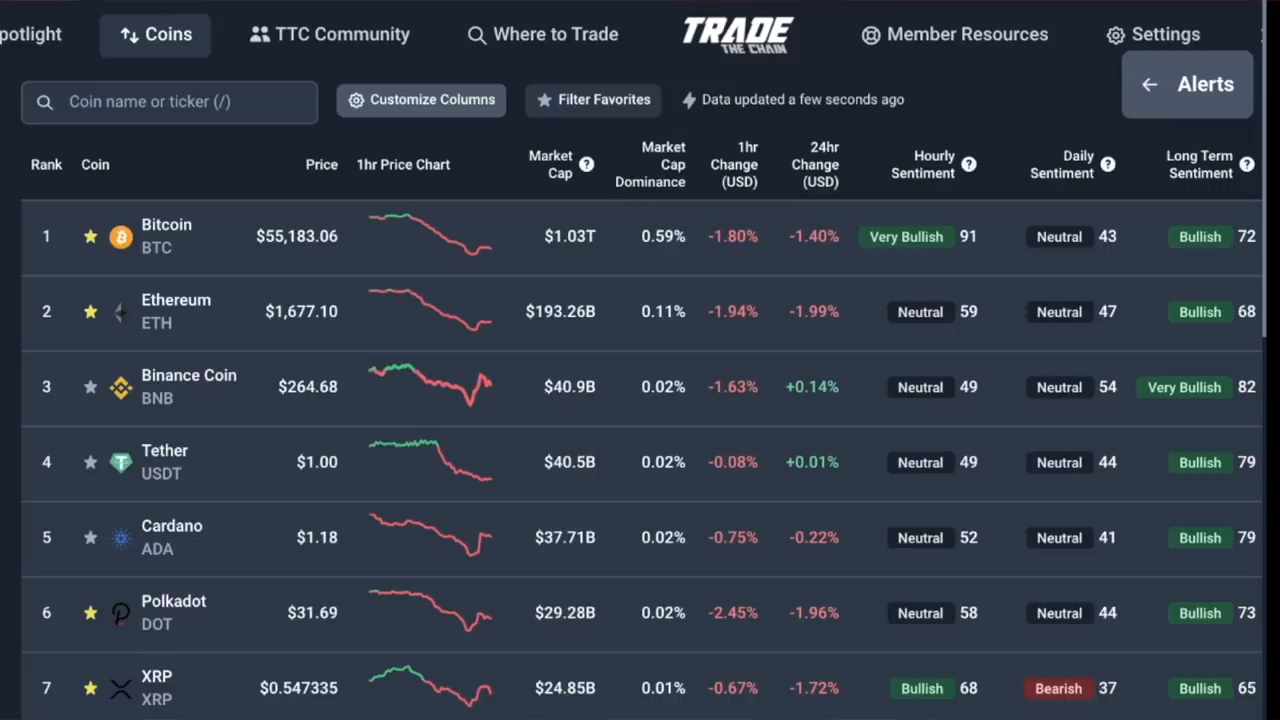 potlight Coins TTC Community Where to Trade TRADE THE CHAIN Member Resources Settings
Coin name or ticker (/) Customize Columns Filter Favorites Data updated a few seconds ago Alerts
Rank Coin Price 1hr Price Chart Market Cap ? Market Cap Dominance 1hr Change (USD) 24hr Change (USD) Hourly Sentiment ? Daily Sentiment ? Long Term Sentiment ?
1 Bitcoin BTC $55,183.06 $1.03T 0.59% -1.80% -1.40% Very Bullish 91 Neutral 43 Bullish 72
2 Ethereum ETH $1,677.10 $193.26B 0.11% -1.94% -1.99% Neutral 59 Neutral 47 Bullish 68
3 Binance Coin BNB $264.68 $40.9B 0.02% -1.63% +0.14% Neutral 49 Neutral 54 Very Bullish 82
4 Tether USDT $1.00 $40.5B 0.02% -0.08% +0.01% Neutral 49 Neutral 44 Bullish 79
5 Cardano ADA $1.18 $37.71B 0.02% -0.75% -0.22% Neutral 52 Neutral 41 Bullish 79
6 Polkadot DOT $31.69 $29.28B 0.02% -2.45% -1.96% Neutral 58 Neutral 44 Bullish 73
7 XRP XRP $0.547335 $24.85B 0.01% -0.67% -1.72% Bullish 68 Bearish 37 Bullish 65